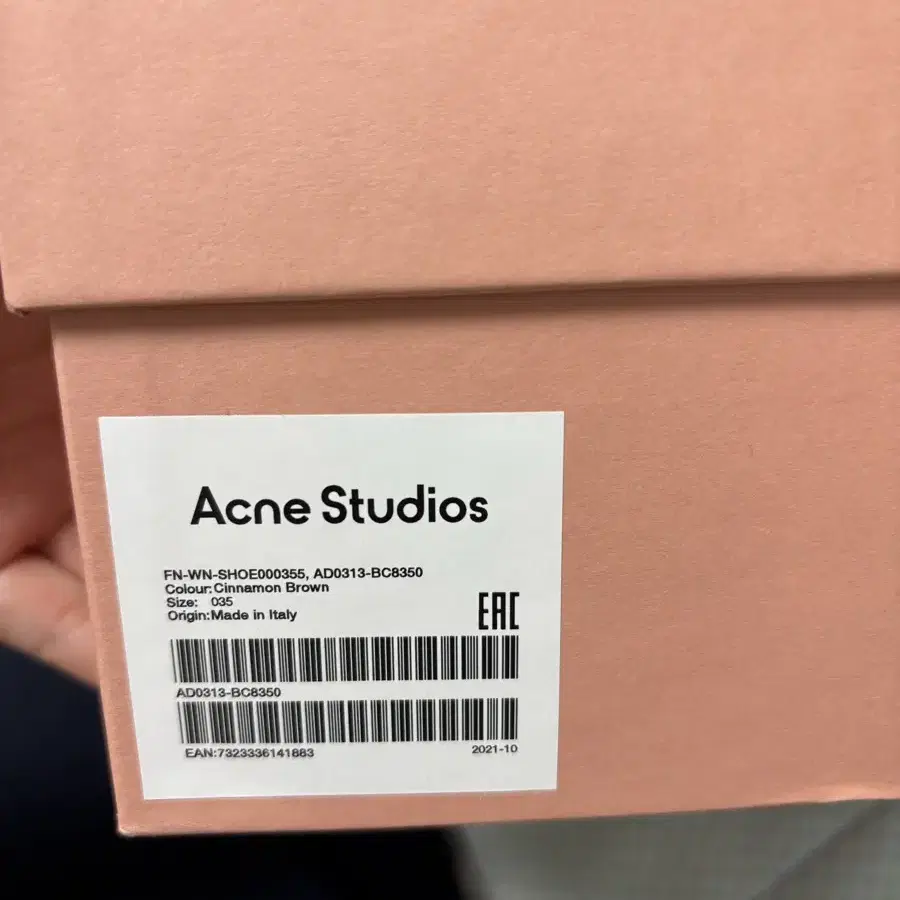 Acne Studios
FN-WN-SHOE000355, AD0313-BC8350
Colour: Cinnamon Brown
Size: 035
Origin: Made in Italy
EAC
AD0313-BC8350
EAN:7323336141883
2021-10